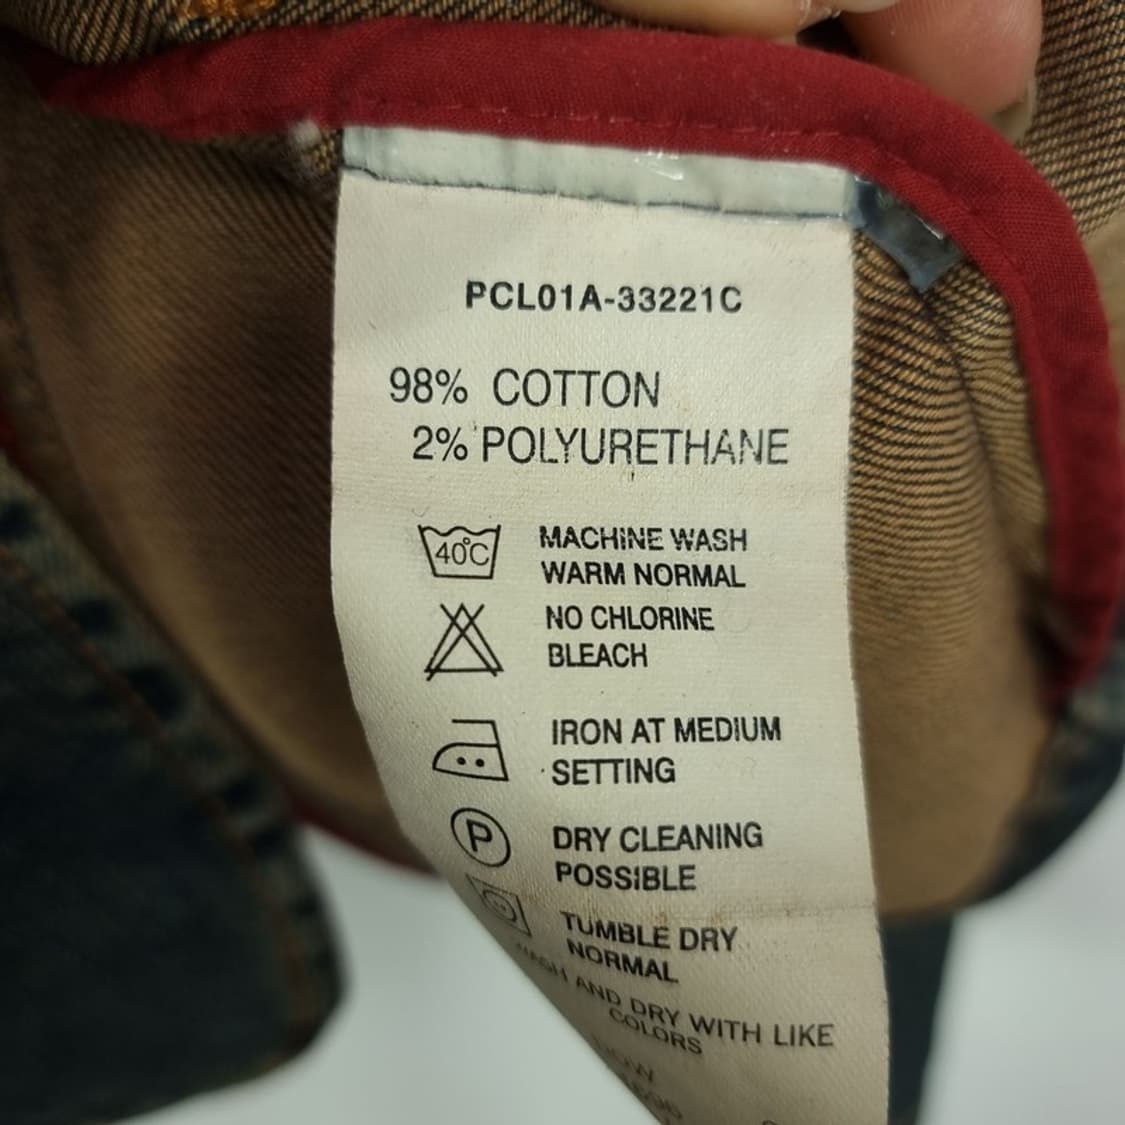 PCL01A-33221C
98% COTTON
2% POLYURETHANE
40°C MACHINE WASH
WARM NORMAL
NO CHLORINE
BLEACH
IRON AT MEDIUM
SETTING
P DRY CLEANING
POSSIBLE
TUMBLE DRY
NORMAL
WASH AND DRY WITH LIKE
COLORS